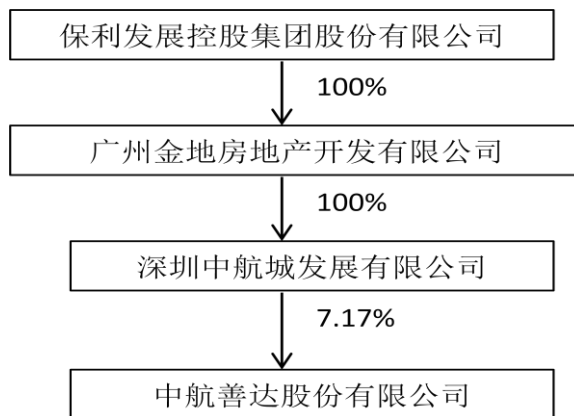 保利发展控股集团股份有限公司
100%
广州金地房地产开发有限公司
100%
深圳中航城发展有限公司
7.17%
中航善达股份有限公司